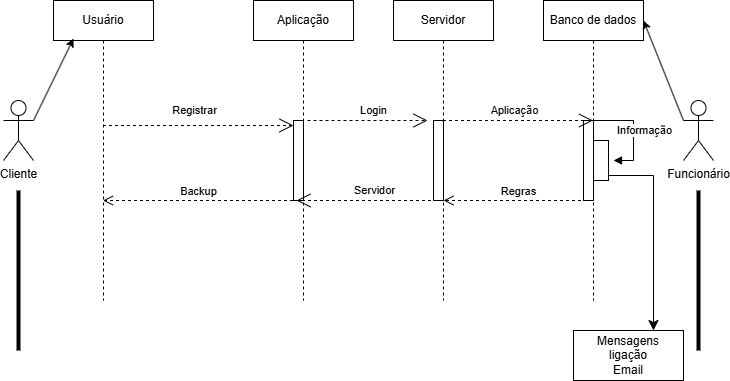 Usuário
Aplicação
Servidor
Banco de dados
Registrar
Login
Aplicação
Informação
Cliente
Funcionário
Backup
Servidor
Regras
Mensagens
ligação
Email